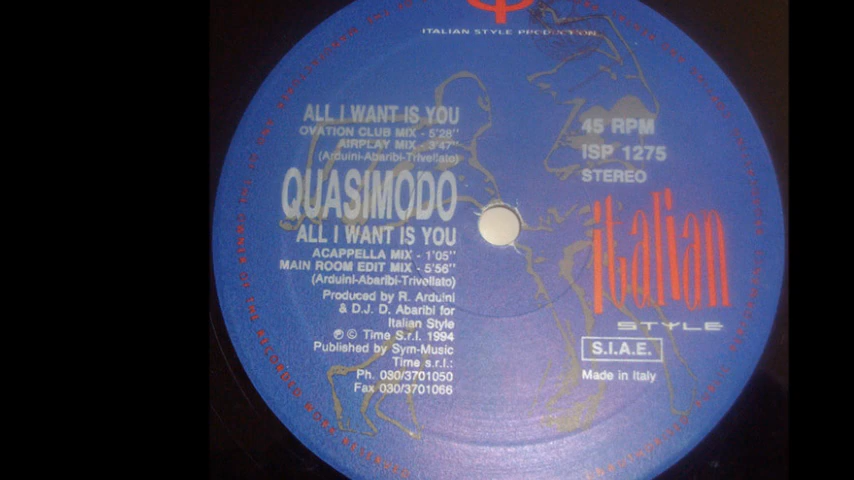 ITALIAN STYLE PRODUCTION
ALL I WANT IS YOU
OVATION CLUB MIX - 5'28"
AIRPLAY MIX - 3'47"
(Arduini-Abaribi-Trivellato)
QUASIMODO
ALL I WANT IS YOU
ACCAPPELLA MIX - 1'05"
MAIN ROOM EDIT MIX - 5'56"
(Arduini-Abaribi-Trivellato)
Produced by R. Arduini
& D.J. D. Abaribi for
Italian Style
℗ © Time S.r.l. 1994
Published by Sym-Music
Time s.r.l.:
Ph. 030/3701050
Fax 030/3701066
45 RPM
ISP 1275
STEREO
italian
STYLE
S.I.A.E.
Made in Italy